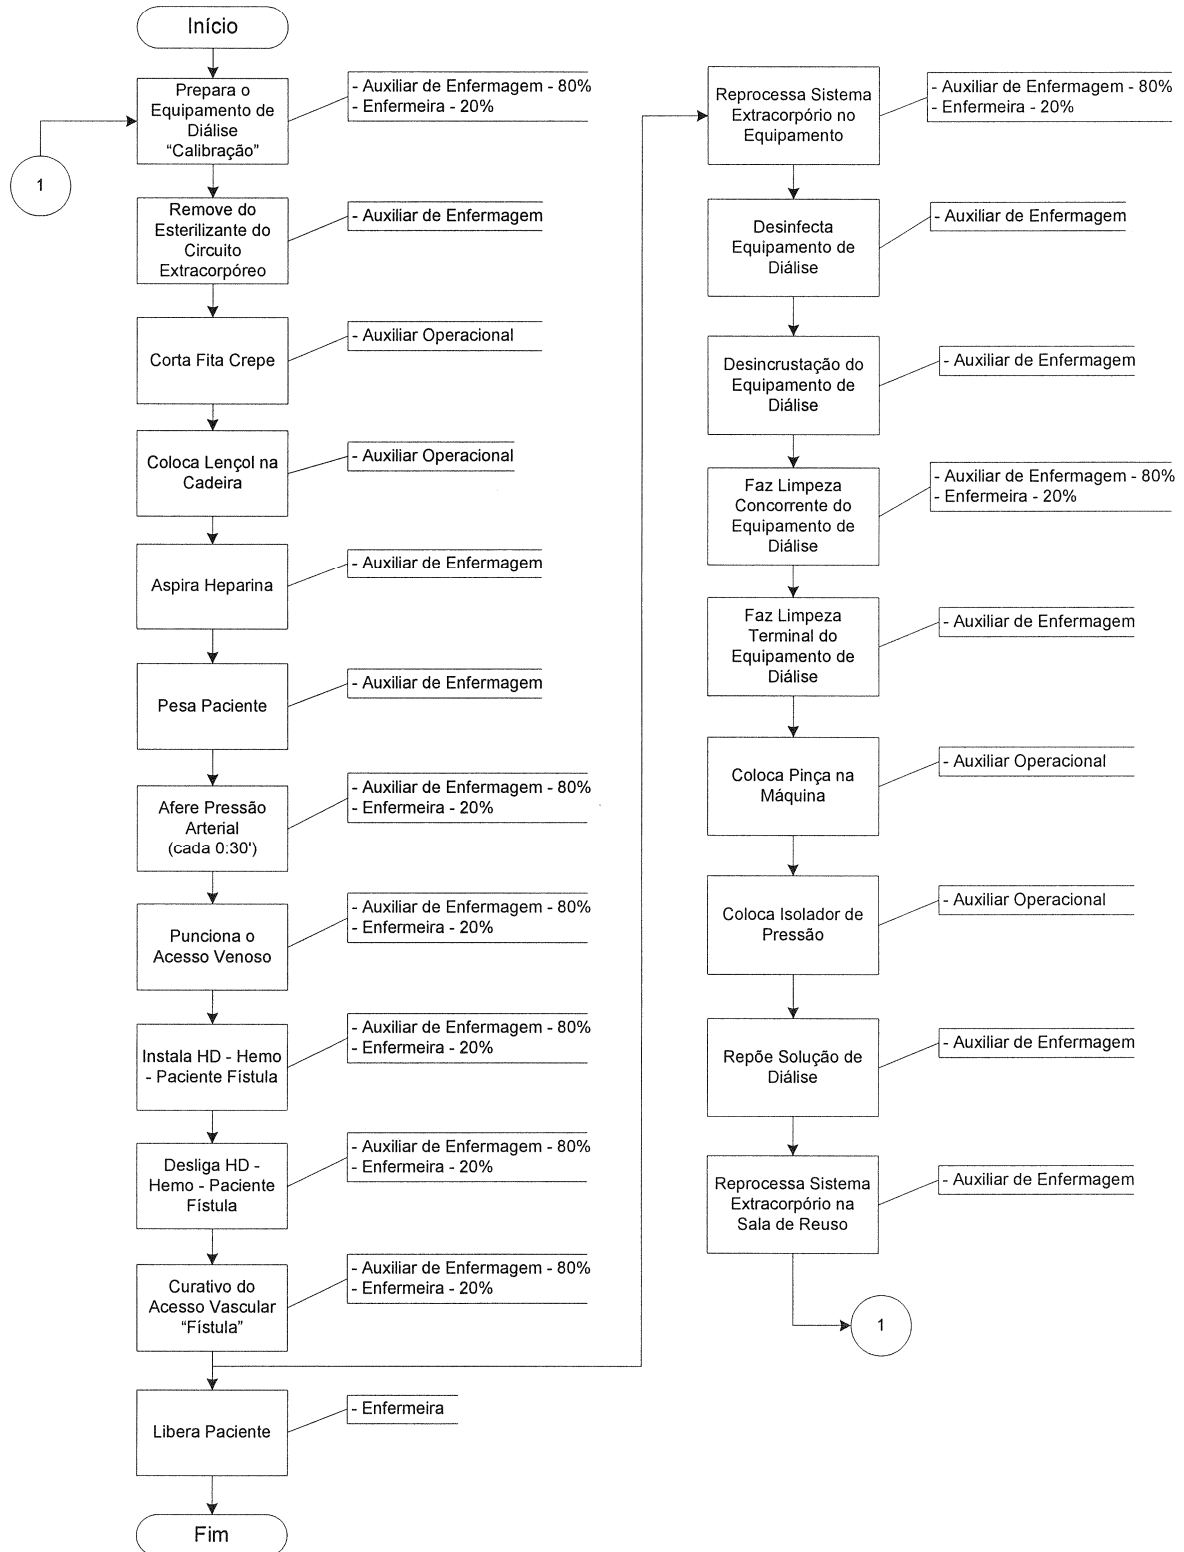 Início
Prepara o
Equipamento de
Diálise
“Calibração”
- Auxiliar de Enfermagem - 80%
- Enfermeira - 20%
1
Remove do
Esterilizante do
Circuito
Extracorpóreo
- Auxiliar de Enfermagem
Corta Fita Crepe
- Auxiliar Operacional
Coloca Lençol na
Cadeira
- Auxiliar Operacional
Aspira Heparina
- Auxiliar de Enfermagem
Pesa Paciente
- Auxiliar de Enfermagem
Afere Pressão
Arterial
(cada 0:30')
- Auxiliar de Enfermagem - 80%
- Enfermeira - 20%
Punciona o
Acesso Venoso
- Auxiliar de Enfermagem - 80%
- Enfermeira - 20%
Instala HD - Hemo
- Paciente Fístula
- Auxiliar de Enfermagem - 80%
- Enfermeira - 20%
Desliga HD -
Hemo - Paciente
Fístula
- Auxiliar de Enfermagem - 80%
- Enfermeira - 20%
Curativo do
Acesso Vascular
“Fístula”
- Auxiliar de Enfermagem - 80%
- Enfermeira - 20%
Libera Paciente
- Enfermeira
Fim
Reprocessa Sistema
Extracorpório no
Equipamento
- Auxiliar de Enfermagem - 80%
- Enfermeira - 20%
Desinfecta
Equipamento de
Diálise
- Auxiliar de Enfermagem
Desincrustação do
Equipamento de
Diálise
- Auxiliar de Enfermagem
Faz Limpeza
Concorrente do
Equipamento de
Diálise
- Auxiliar de Enfermagem - 80%
- Enfermeira - 20%
Faz Limpeza
Terminal do
Equipamento de
Diálise
- Auxiliar de Enfermagem
Coloca Pinça na
Máquina
- Auxiliar Operacional
Coloca Isolador de
Pressão
- Auxiliar Operacional
Repõe Solução de
Diálise
- Auxiliar de Enfermagem
Reprocessa Sistema
Extracorpório na
Sala de Reuso
- Auxiliar de Enfermagem
1